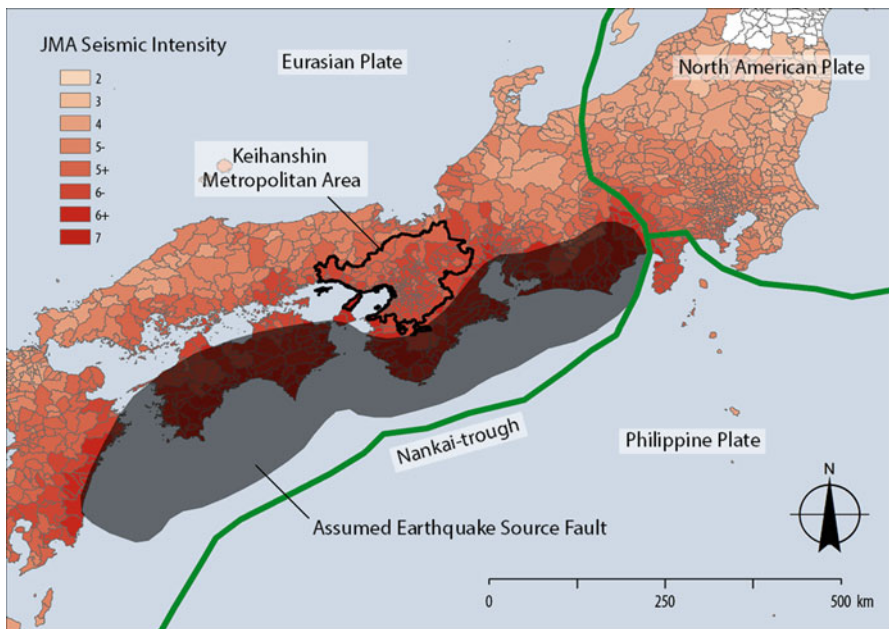 JMA Seismic Intensity
2
3
4
5-
5+
6-
6+
7
Eurasian Plate
North American Plate
Keihanshin
Metropolitan Area
Nankai-trough
Philippine Plate
Assumed Earthquake Source Fault
N
0 250 500 km